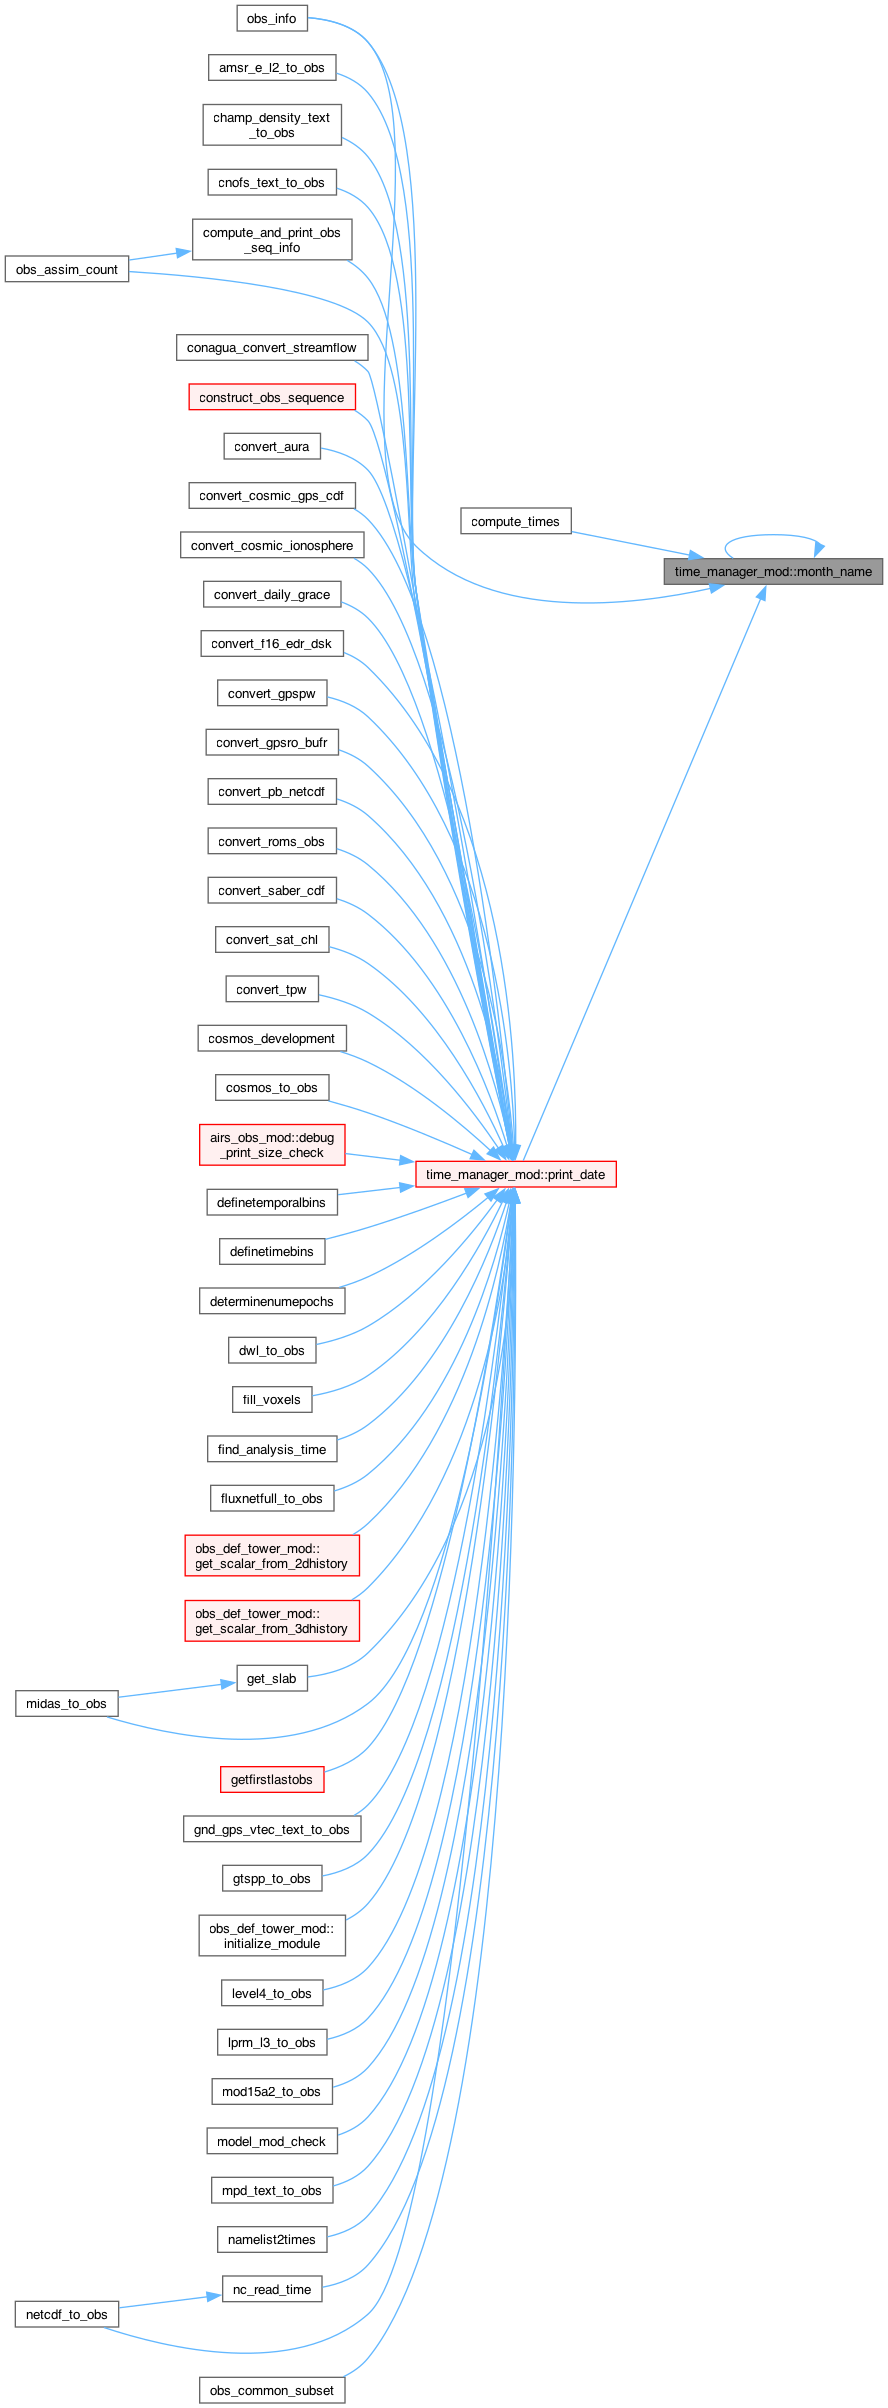 obs_info
amsr_e_l2_to_obs
champ_density_text
_to_obs
cnofs_text_to_obs
compute_and_print_obs
_seq_info
obs_assim_count
conagua_convert_streamflow
construct_obs_sequence
convert_aura
convert_cosmic_gps_cdf
compute_times
convert_cosmic_ionosphere
time_manager_mod::month_name
convert_daily_grace
convert_f16_edr_dsk
convert_gpspw
convert_gpsro_bufr
convert_pb_netcdf
convert_roms_obs
convert_saber_cdf
convert_sat_chl
convert_tpw
cosmos_development
cosmos_to_obs
airs_obs_mod::debug
_print_size_check
time_manager_mod::print_date
definetemporalbins
definetimebins
determinenumepochs
dwl_to_obs
fill_voxels
find_analysis_time
fluxnetfull_to_obs
obs_def_tower_mod::
get_scalar_from_2dhistory
obs_def_tower_mod::
get_scalar_from_3dhistory
get_slab
midas_to_obs
getfirstlastobs
gnd_gps_vtec_text_to_obs
gtspp_to_obs
obs_def_tower_mod::
initialize_module
level4_to_obs
lprm_l3_to_obs
mod15a2_to_obs
model_mod_check
mpd_text_to_obs
namelist2times
nc_read_time
netcdf_to_obs
obs_common_subset